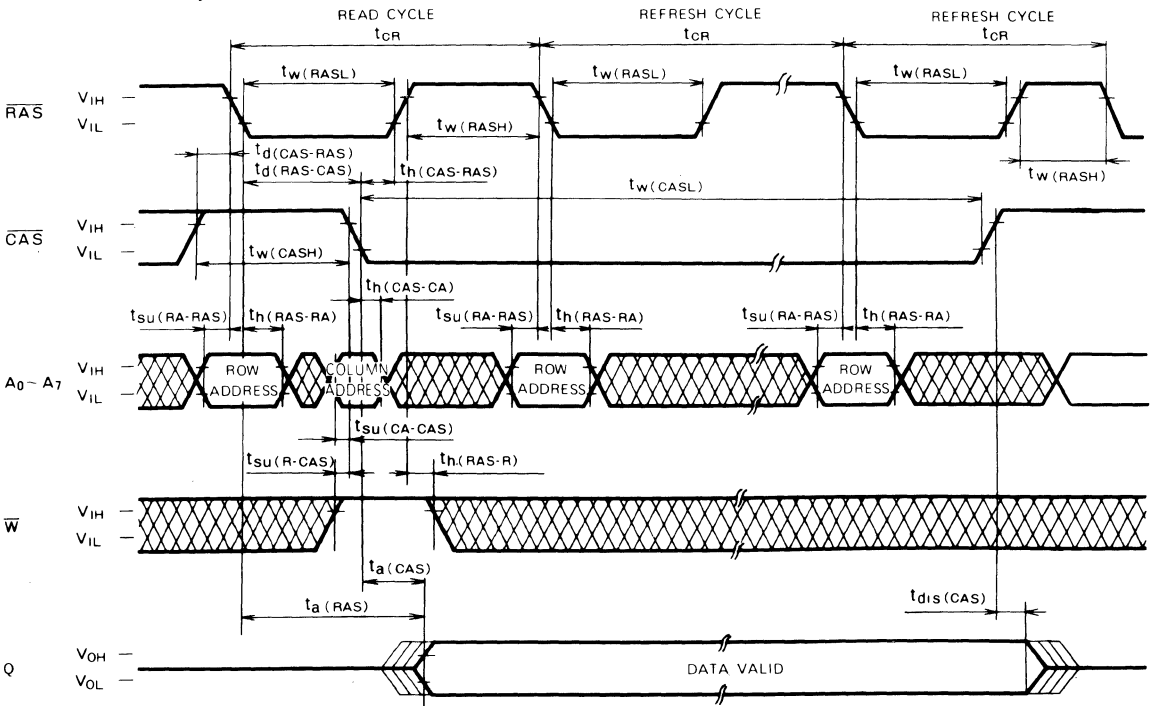 READ CYCLE REFRESH CYCLE REFRESH CYCLE
tCR tCR tCR
tw(RASL) tw(RASL) tw(RASL)
RAS
VIH
VIL
tw(RASH) tw(RASH)
td(CAS-RAS)
td(RAS-CAS) th(CAS-RAS)
tw(CASL)
CAS
VIH
VIL
tw(CASH)
th(CAS-CA)
tsu(RA-RAS) th(RAS-RA) tsu(RA-RAS) th(RAS-RA) tsu(RA-RAS) th(RAS-RA)
A0~A7
VIH
VIL
ROW ADDRESS
COLUMN ADDRESS
ROW ADDRESS
ROW ADDRESS
tsu(CA-CAS)
tsu(R-CAS) th.(RAS-R)
W
VIH
VIL
ta(CAS)
ta(RAS) tdis(CAS)
Q
VOH
VOL
DATA VALID